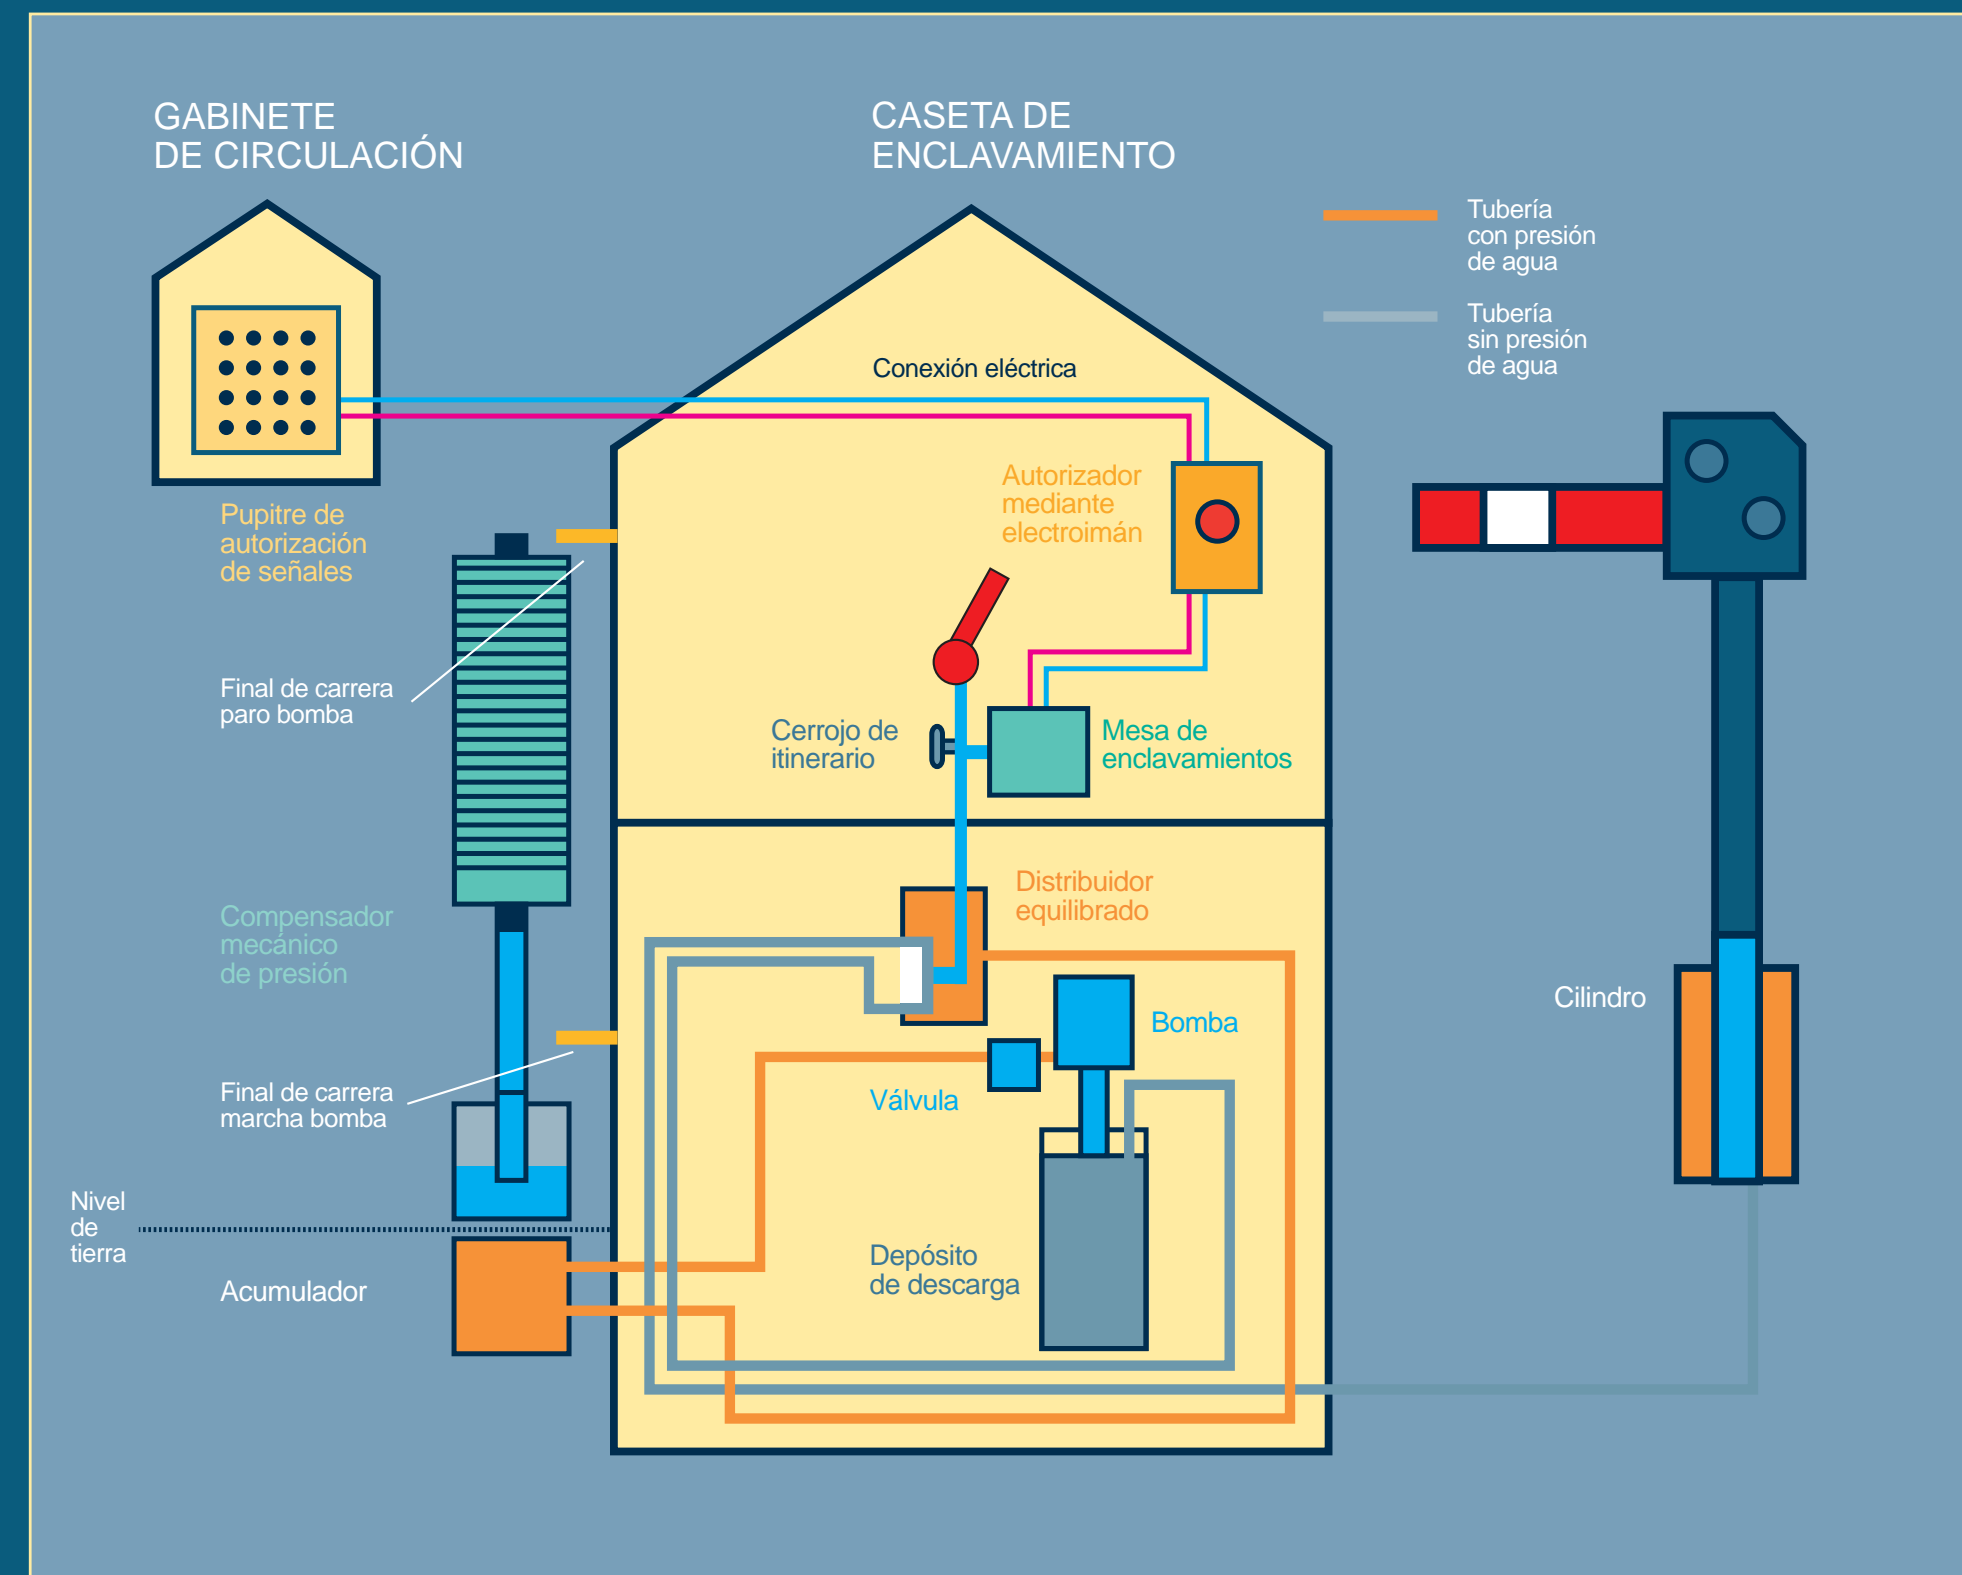 GABINETE
DE CIRCULACIÓN
CASETA DE
ENCLAVAMIENTO
Tubería
con presión
de agua
Tubería
sin presión
de agua
Conexión eléctrica
Autorizador
mediante
electroimán
Pupitre de
autorización
de señales
Final de carrera
paro bomba
Cerrojo de
itinerario
Mesa de
enclavamientos
Distribuidor
equilibrado
Compensador
mecánico
de presión
Cilindro
Bomba
Válvula
Final de carrera
marcha bomba
Nivel
de
tierra
Depósito
de descarga
Acumulador